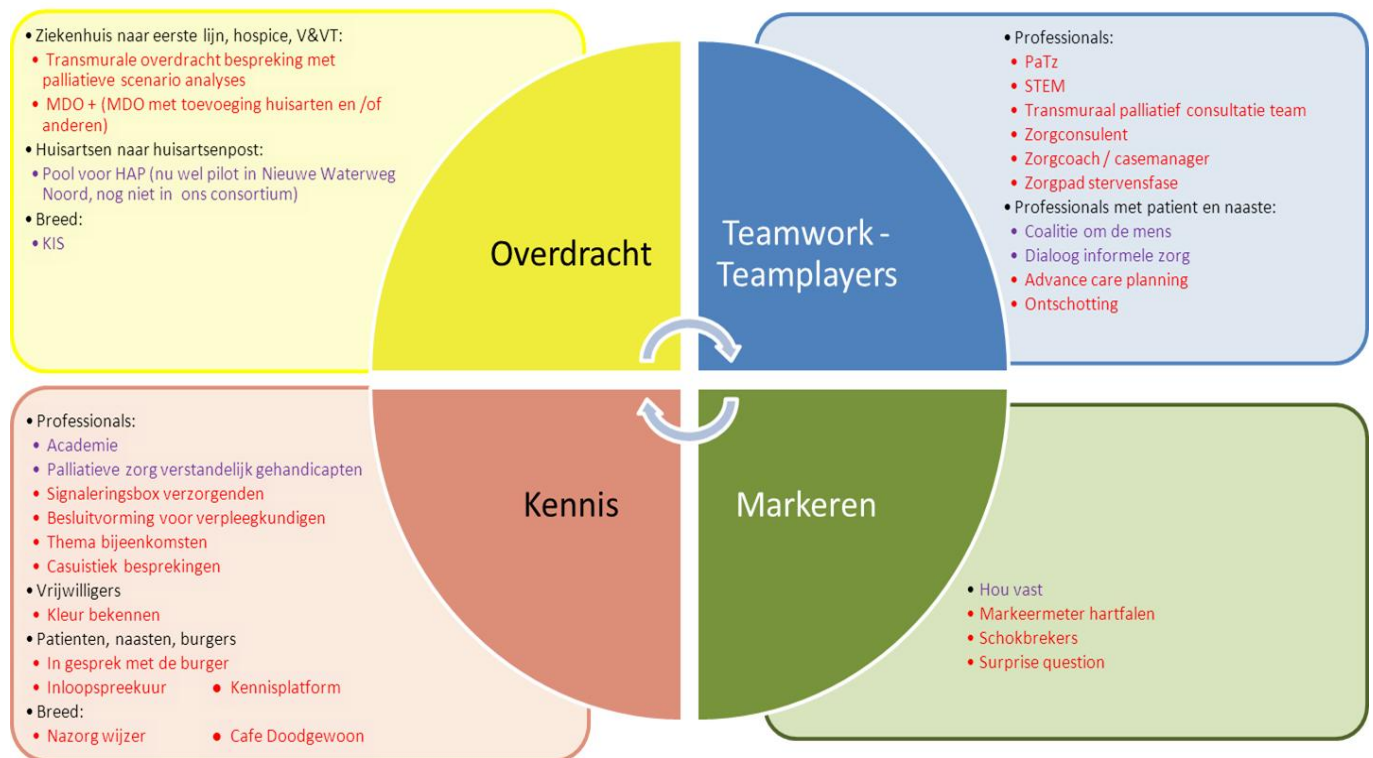 • Ziekenhuis naar eerste lijn, hospice, V&VT:
• Transmurale overdracht bespreking met
palliatieve scenario analyses
• MDO + (MDO met toevoeging huisarten en /of
anderen)
• Huisartsen naar huisartsenpost:
• Pool voor HAP (nu wel pilot in Nieuwe Waterweg
Noord, nog niet in ons consortium)
• Breed:
• KIS
Overdracht
Teamwork -
Teamplayers
• Professionals:
• PaTz
• STEM
• Transmuraal palliatief consultatie team
• Zorgconsulent
• Zorgcoach / casemanager
• Zorgpad stervensfase
• Professionals met patient en naaste:
• Coalitie om de mens
• Dialoog informele zorg
• Advance care planning
• Ontschotting
• Professionals:
• Academie
• Palliatieve zorg verstandelijk gehandicapten
• Signaleringsbox verzorgenden
• Besluitvorming voor verpleegkundigen
• Thema bijeenkomsten
• Casuistiek besprekingen
• Vrijwilligers
• Kleur bekennen
• Patienten, naasten, burgers
• In gesprek met de burger
• Inloopspreekuur • Kennisplatform
• Breed:
• Nazorg wijzer • Cafe Doodgewoon
Kennis
Markeren
• Hou vast
• Markeermeter hartfalen
• Schokbrekers
• Surprise question